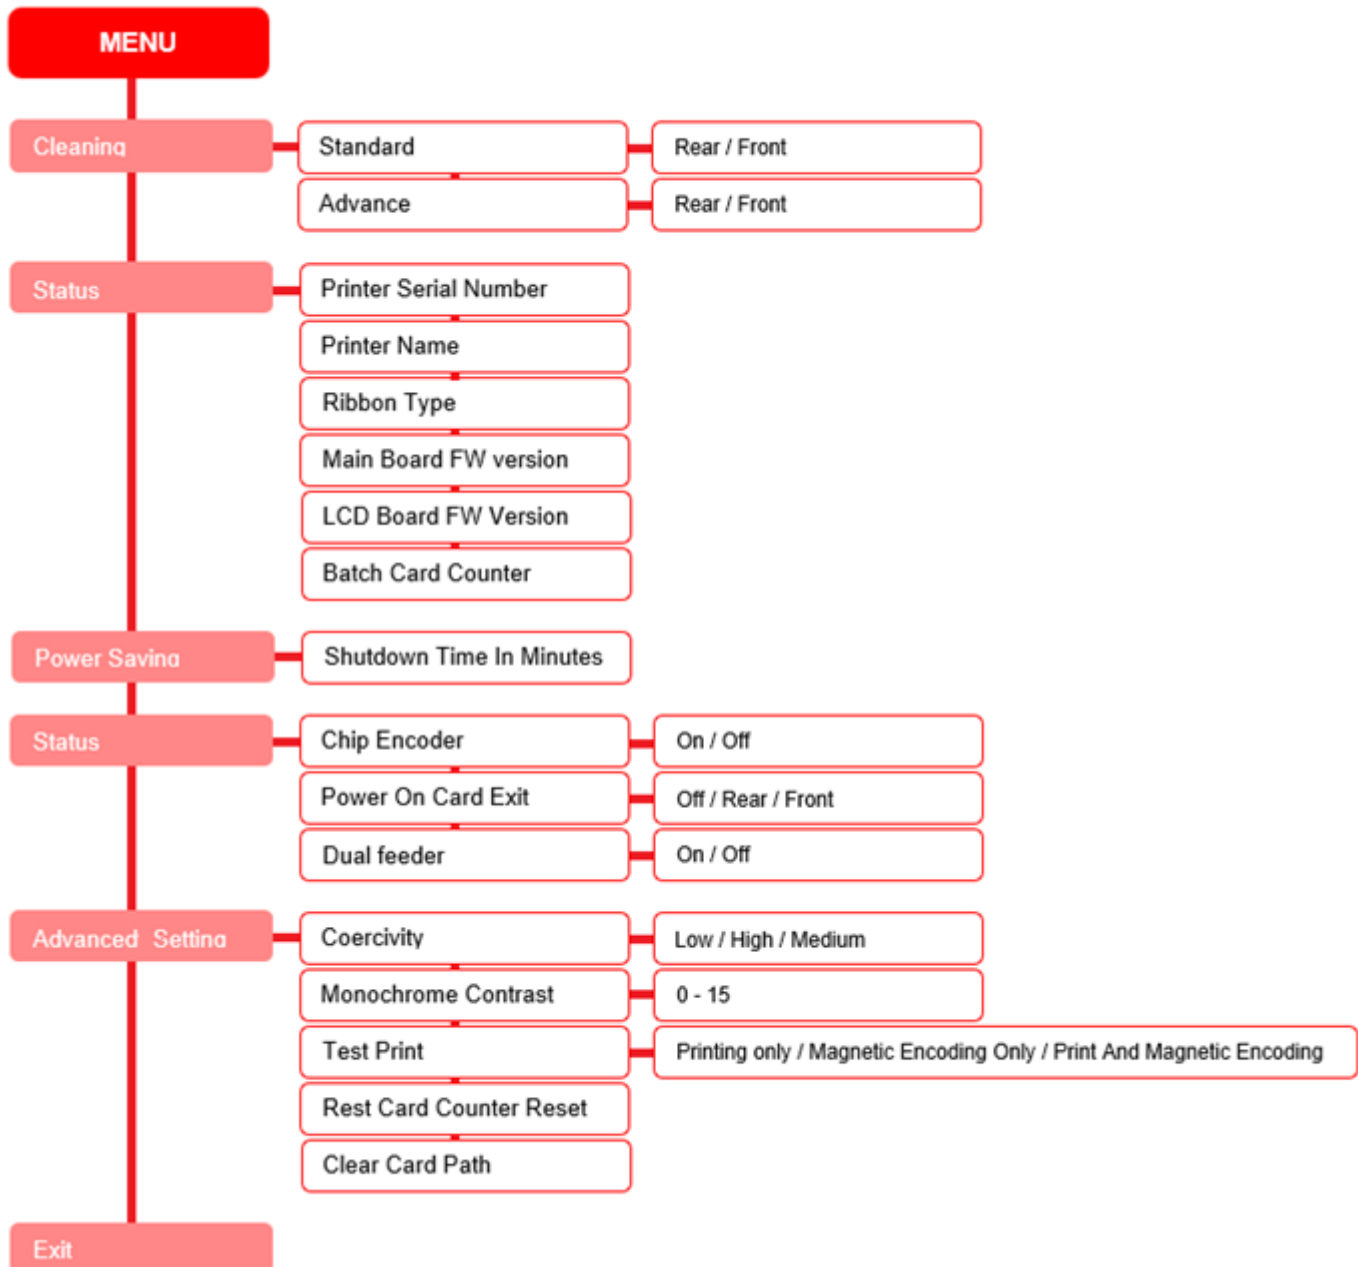 MENU
Cleaning
Standard
Rear / Front
Advance
Rear / Front
Status
Printer Serial Number
Printer Name
Ribbon Type
Main Board FW version
LCD Board FW Version
Batch Card Counter
Power Saving
Shutdown Time In Minutes
Status
Chip Encoder
On / Off
Power On Card Exit
Off / Rear / Front
Dual feeder
On / Off
Advanced Setting
Coercivity
Low / High / Medium
Monochrome Contrast
0 - 15
Test Print
Printing only / Magnetic Encoding Only / Print And Magnetic Encoding
Rest Card Counter Reset
Clear Card Path
Exit